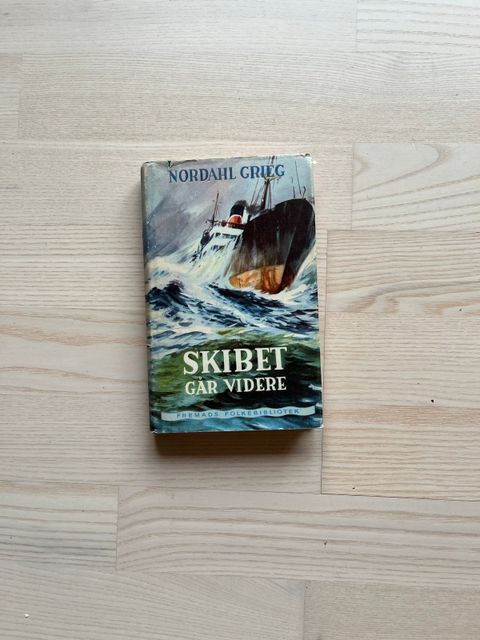 NORDAHL GRIEG
SKIBET
GÅR VIDERE
FREMADS FOLKEBIBLIOTEK